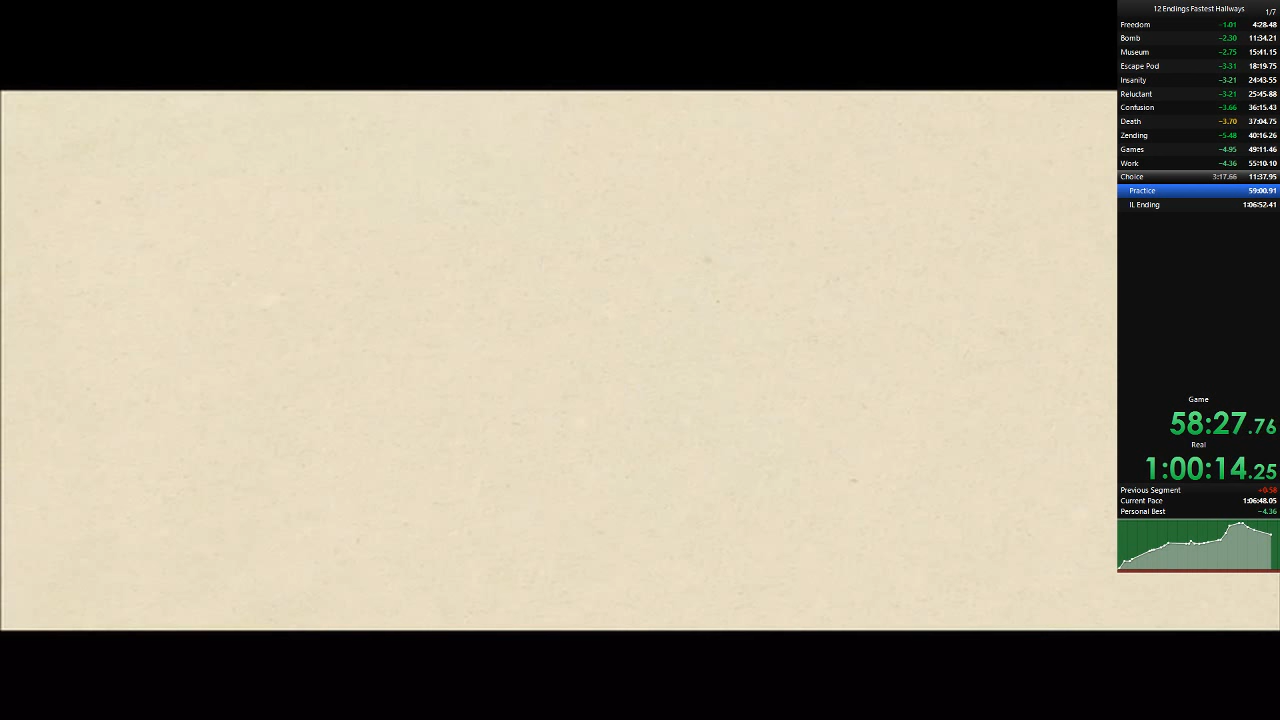 12 Endings Fastest Hallways 1/7
Freedom -1.01 4:28.48
Bomb -2.30 11:34.21
Museum -2.75 15:41.15
Escape Pod -3.31 18:19.75
Insanity -3.21 24:43.55
Reluctant -3.21 25:45.88
Confusion -3.66 36:15.43
Death -3.70 37:04.75
Zending -5.48 40:16.26
Games -4.95 49:11.46
Work -4.36 55:10.10
Choice 3:17.66 11:37.95
Practice 59:00.91
IL Ending 1:06:52.41
Game
58:27.76
Real
1:00:14.25
Previous Segment +0.58
Current Pace 1:06:48.05
Personal Best -4.36